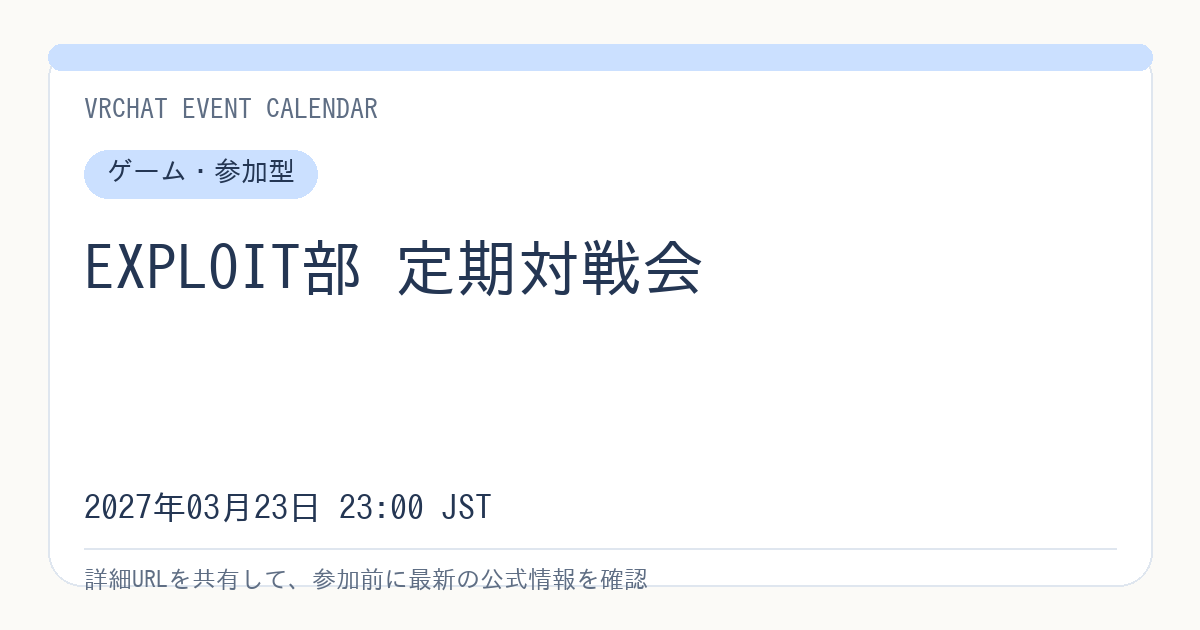 VRCHAT EVENT CALENDAR
ゲーム・参加型
EXPLOIT部 定期対戦会
2027年03月23日 23:00 JST
詳細URLを共有して、参加前に最新の公式情報を確認